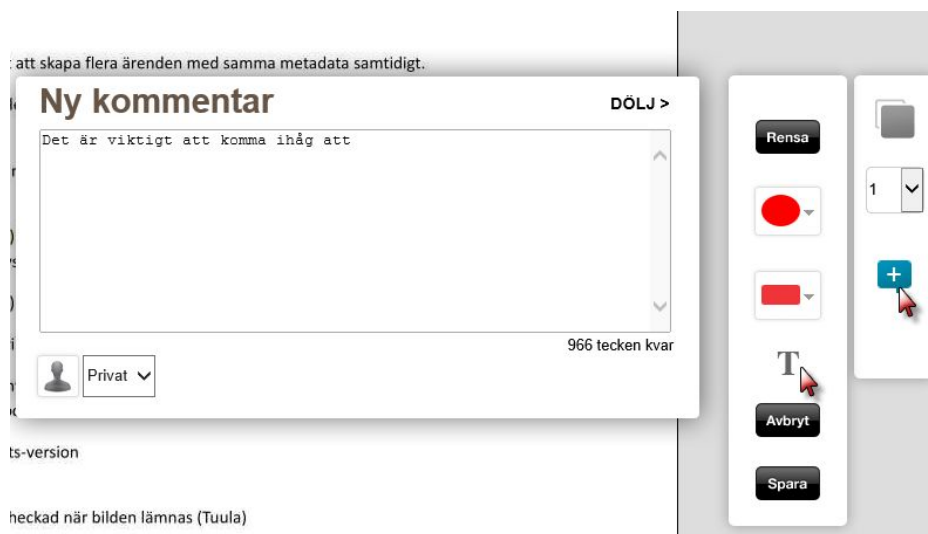 att skapa flera ärenden med samma metadata samtidigt.
Ny kommentar
DÖLJ >
Det är viktigt att komma ihåg att
966 tecken kvar
Privat
Rensa
T
Avbryt
Spara
1
+
ts-version
heckad när bilden lämnas (Tuula)